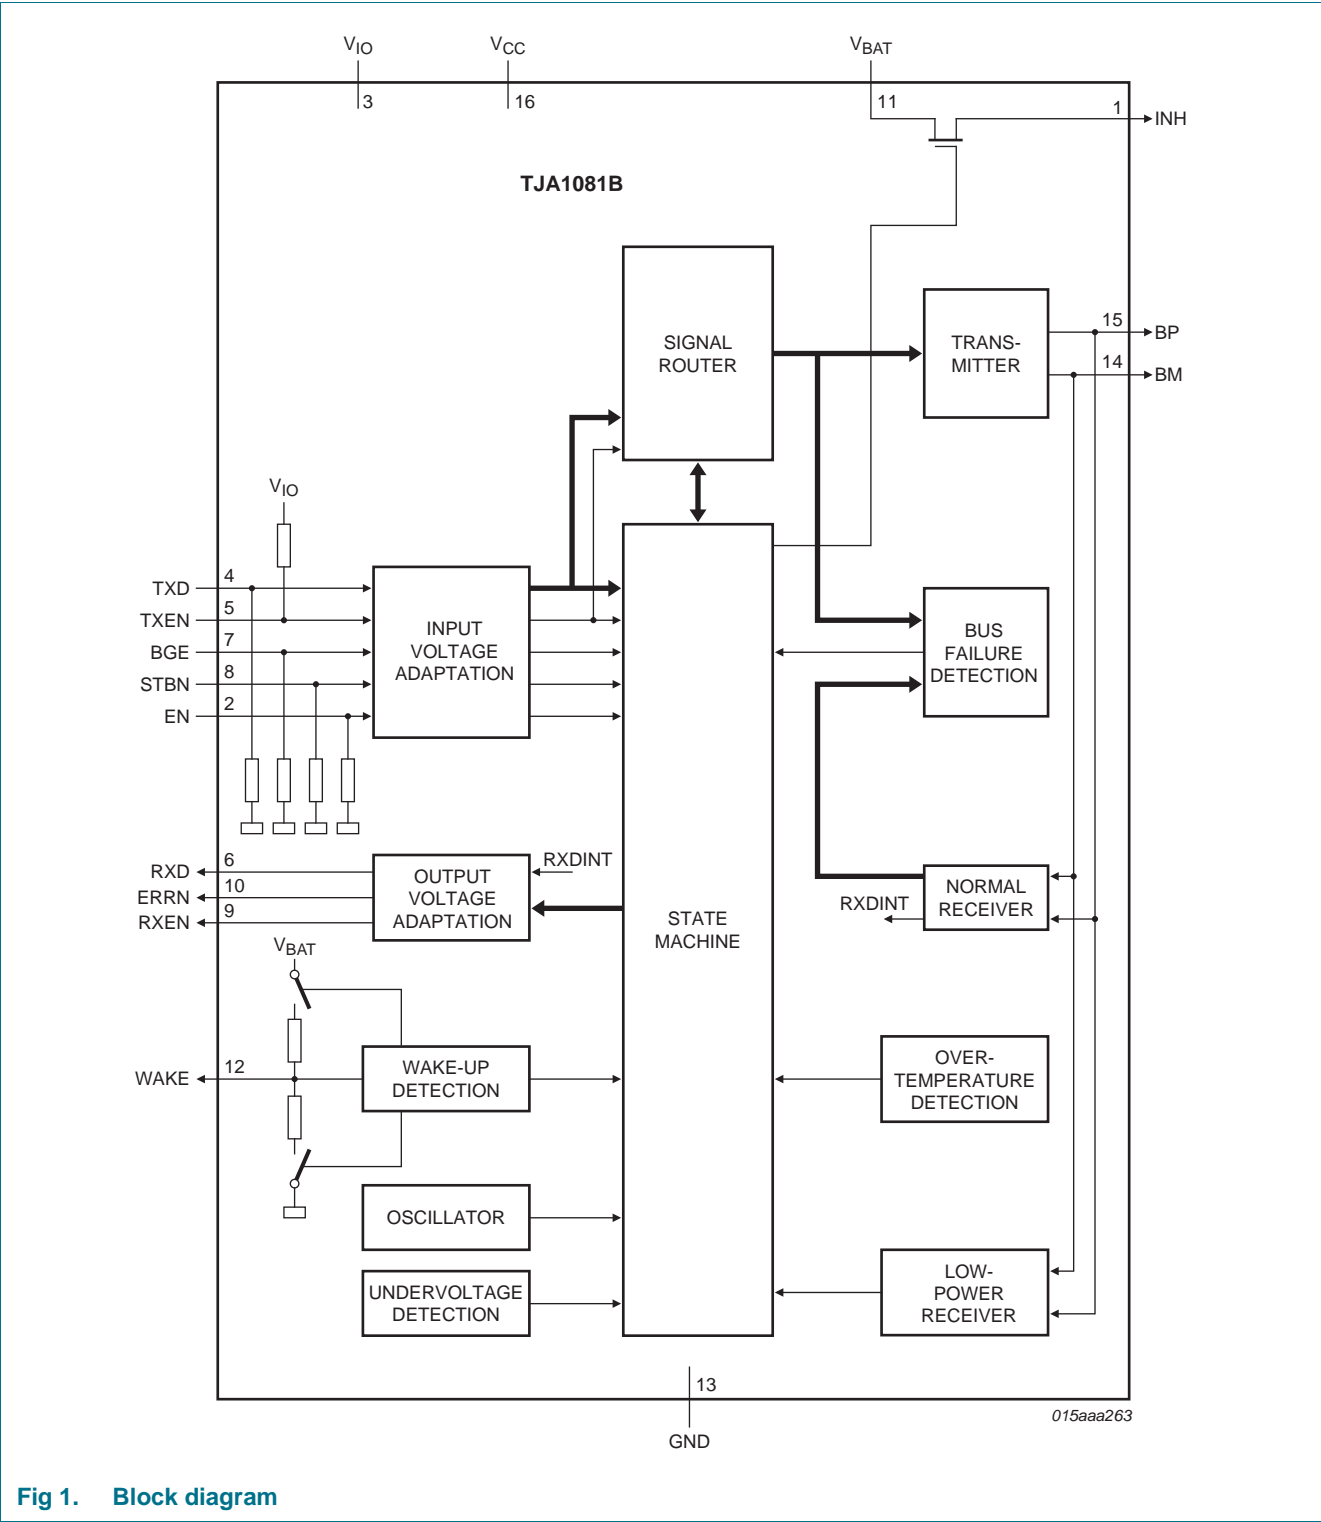 VIO
VCC
VBAT
3
16
11
1
INH
TJA1081B
SIGNAL
ROUTER
TRANS-
MITTER
15
BP
14
BM
VIO
TXD
4
TXEN
5
BGE
7
STBN
8
EN
2
INPUT
VOLTAGE
ADAPTATION
BUS
FAILURE
DETECTION
RXD
6
ERRN
10
RXEN
9
OUTPUT
VOLTAGE
ADAPTATION
RXDINT
STATE
MACHINE
RXDINT
NORMAL
RECEIVER
VBAT
WAKE
12
WAKE-UP
DETECTION
OVER-
TEMPERATURE
DETECTION
OSCILLATOR
UNDERVOLTAGE
DETECTION
LOW-
POWER
RECEIVER
13
GND
015aaa263
Fig 1. Block diagram